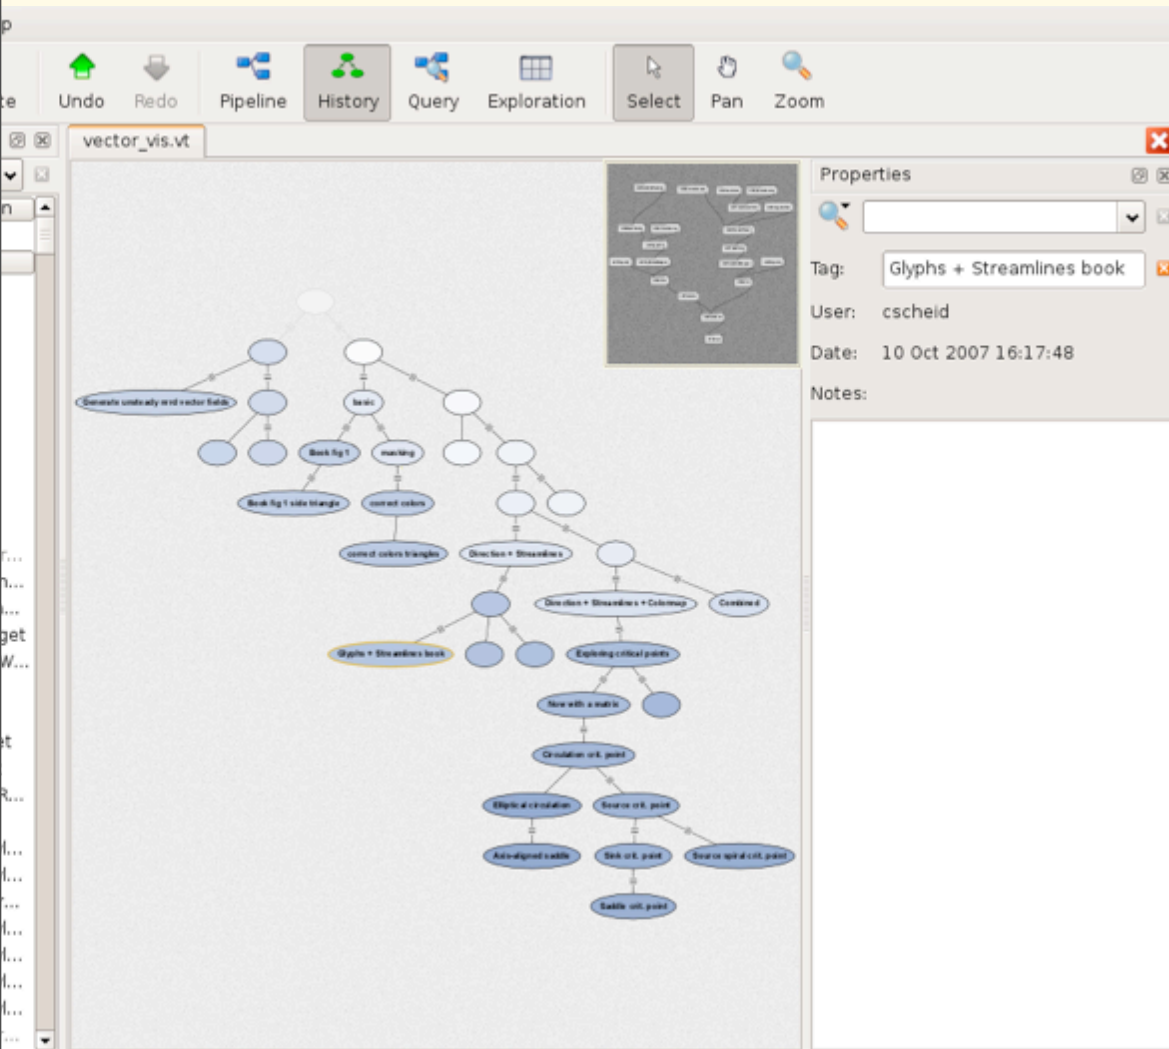 p
te Undo Redo Pipeline History Query Exploration Select Pan Zoom
vector_vis.vt
Properties
n
Tag: Glyphs + Streamlines book
User: cscheid
Date: 10 Oct 2007 16:17:48
Notes:
Generate unsteady errd vector fields
basic
Book fig 1
masking
Book fig 1 side triangle
correct colors
correct colors triangles
Direction + Streamlines
Direction + Streamlines + Colormap
Combined
Glyphs + Streamlines book
Exploring critical points
Now with a matrix
Circulation crit. point
Elliptical circulation
Source crit. point
Axis-aligned saddle
Sink crit. point
Source spiral crit. point
Saddle crit. point
r...
n...
get
W...
et
R...